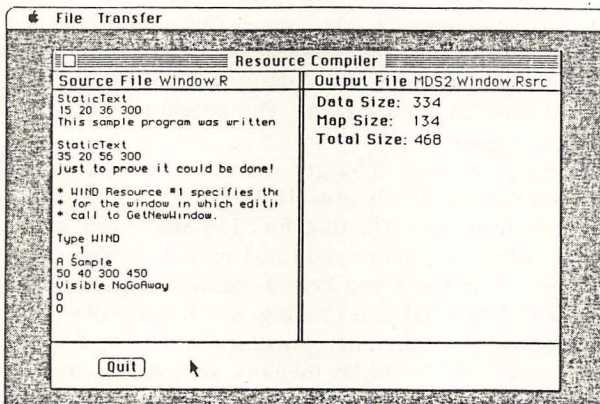 File Transfer
Resource Compiler
Source File Window.R
StaticText
15 20 36 300
This sample program was written
StaticText
35 20 56 300
just to prove it could be done!
* WIND Resource #1 specifies the
* for the window in which editin
* call to GetNewWindow.
Type WIND
,1
A Sample
50 40 300 450
Visible NoGoAway
0
0
Output File MDS2:Window.Rsrc
Data Size: 334
Map Size: 134
Total Size: 468
Quit